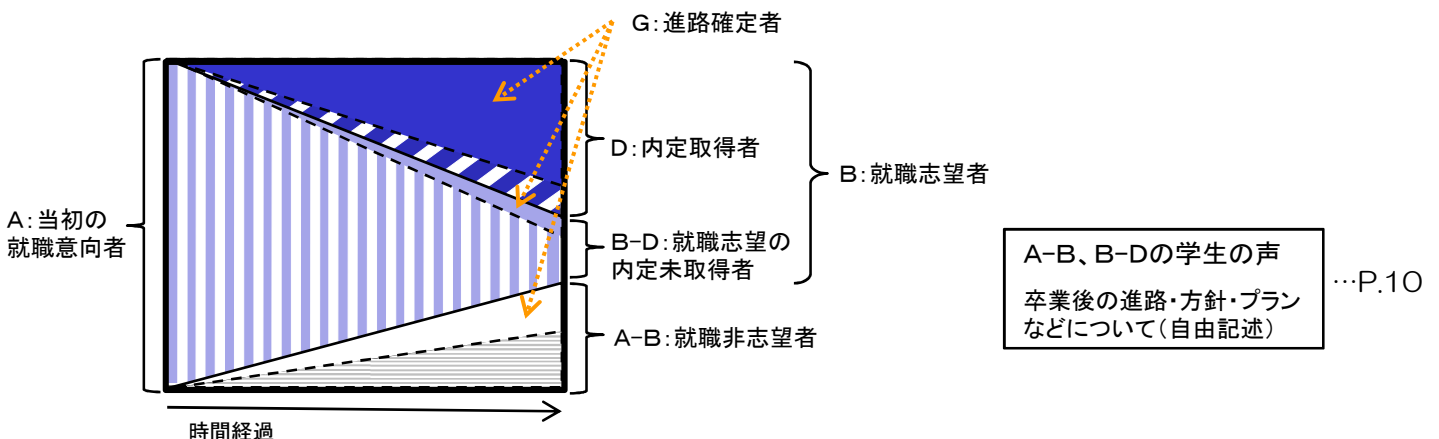 G:進路確定者
A:当初の
就職意向者
D:内定取得者
B-D:就職志望の
内定未取得者
A-B:就職非志望者
B:就職志望者
時間経過
A-B、B-Dの学生の声
卒業後の進路・方針・プラン
などについて(自由記述)
…P.10